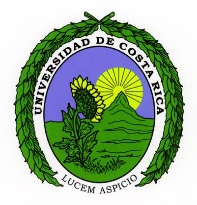 UNIVERSIDAD DE COSTA RICA
LUCEM ASPICIO